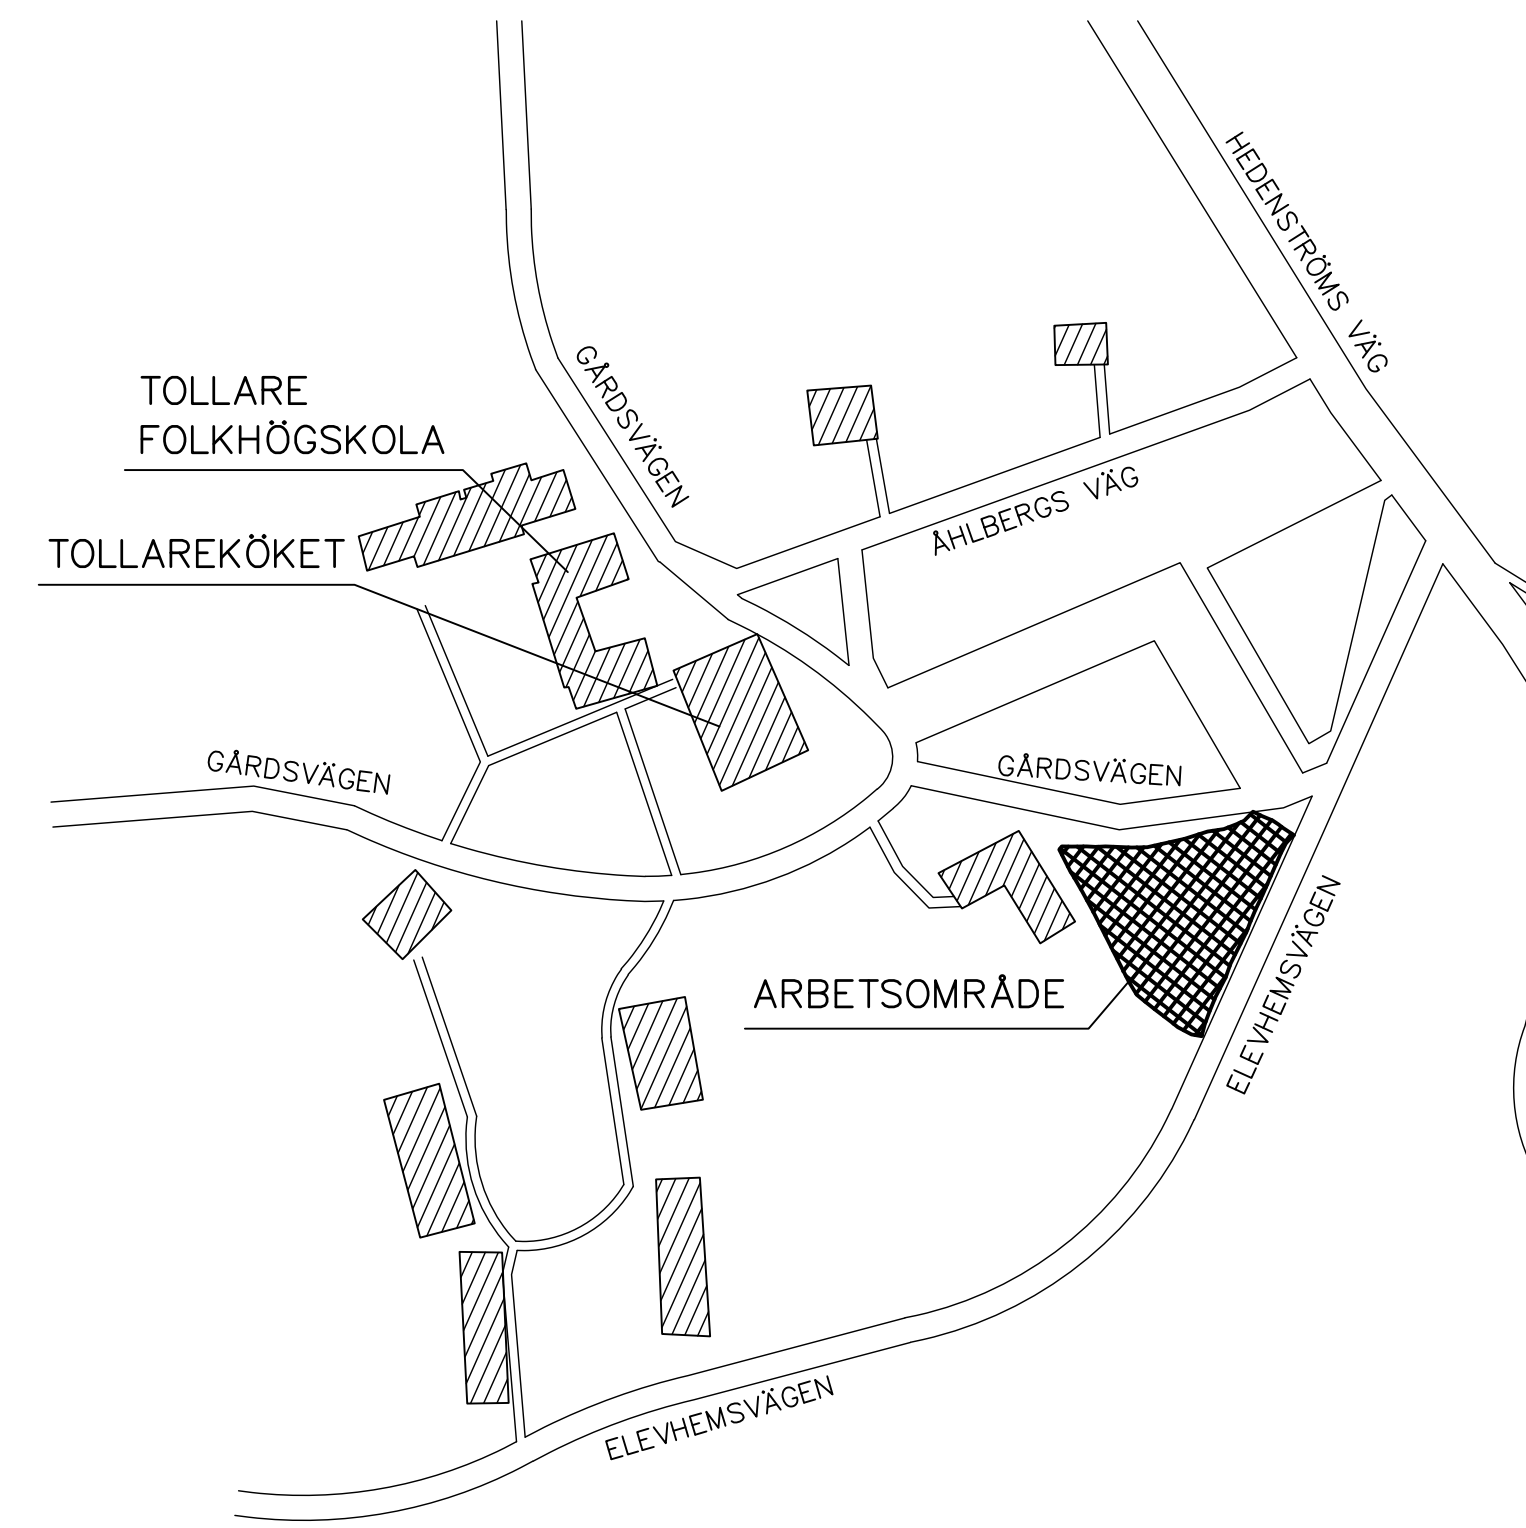 HEDENSTRÖMS VÄG
GÅRDSVÄGEN
TOLLARE
FOLKHÖGSKOLA
ÅHLBERGS VÄG
TOLLAREKÖKET
GÅRDSVÄGEN
GÅRDSVÄGEN
ELEVHEMSVÄGEN
ARBETSOMRÅDE
ELEVHEMSVÄGEN